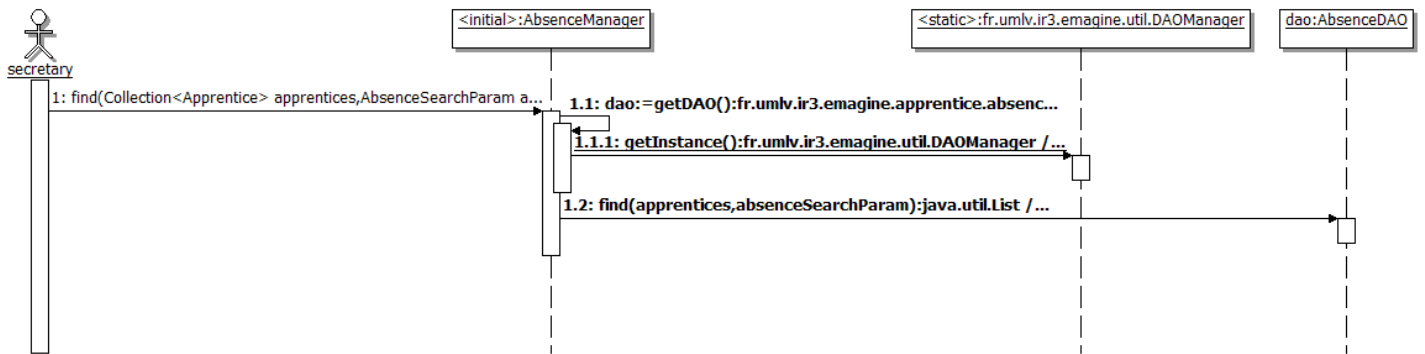 <initial>:AbsenceManager
<static>:fr.umlv.ir3.emagine.util.DAOManager
dao:AbsenceDAO
secretary
1: find(Collection<Apprentice> apprentices,AbsenceSearchParam a...
1.1: dao:=getDAO():fr.umlv.ir3.emagine.apprentice.absenc...
1.1.1: getInstance():fr.umlv.ir3.emagine.util.DAOManager /...
1.2: find(apprentices,absenceSearchParam):java.util.List /...